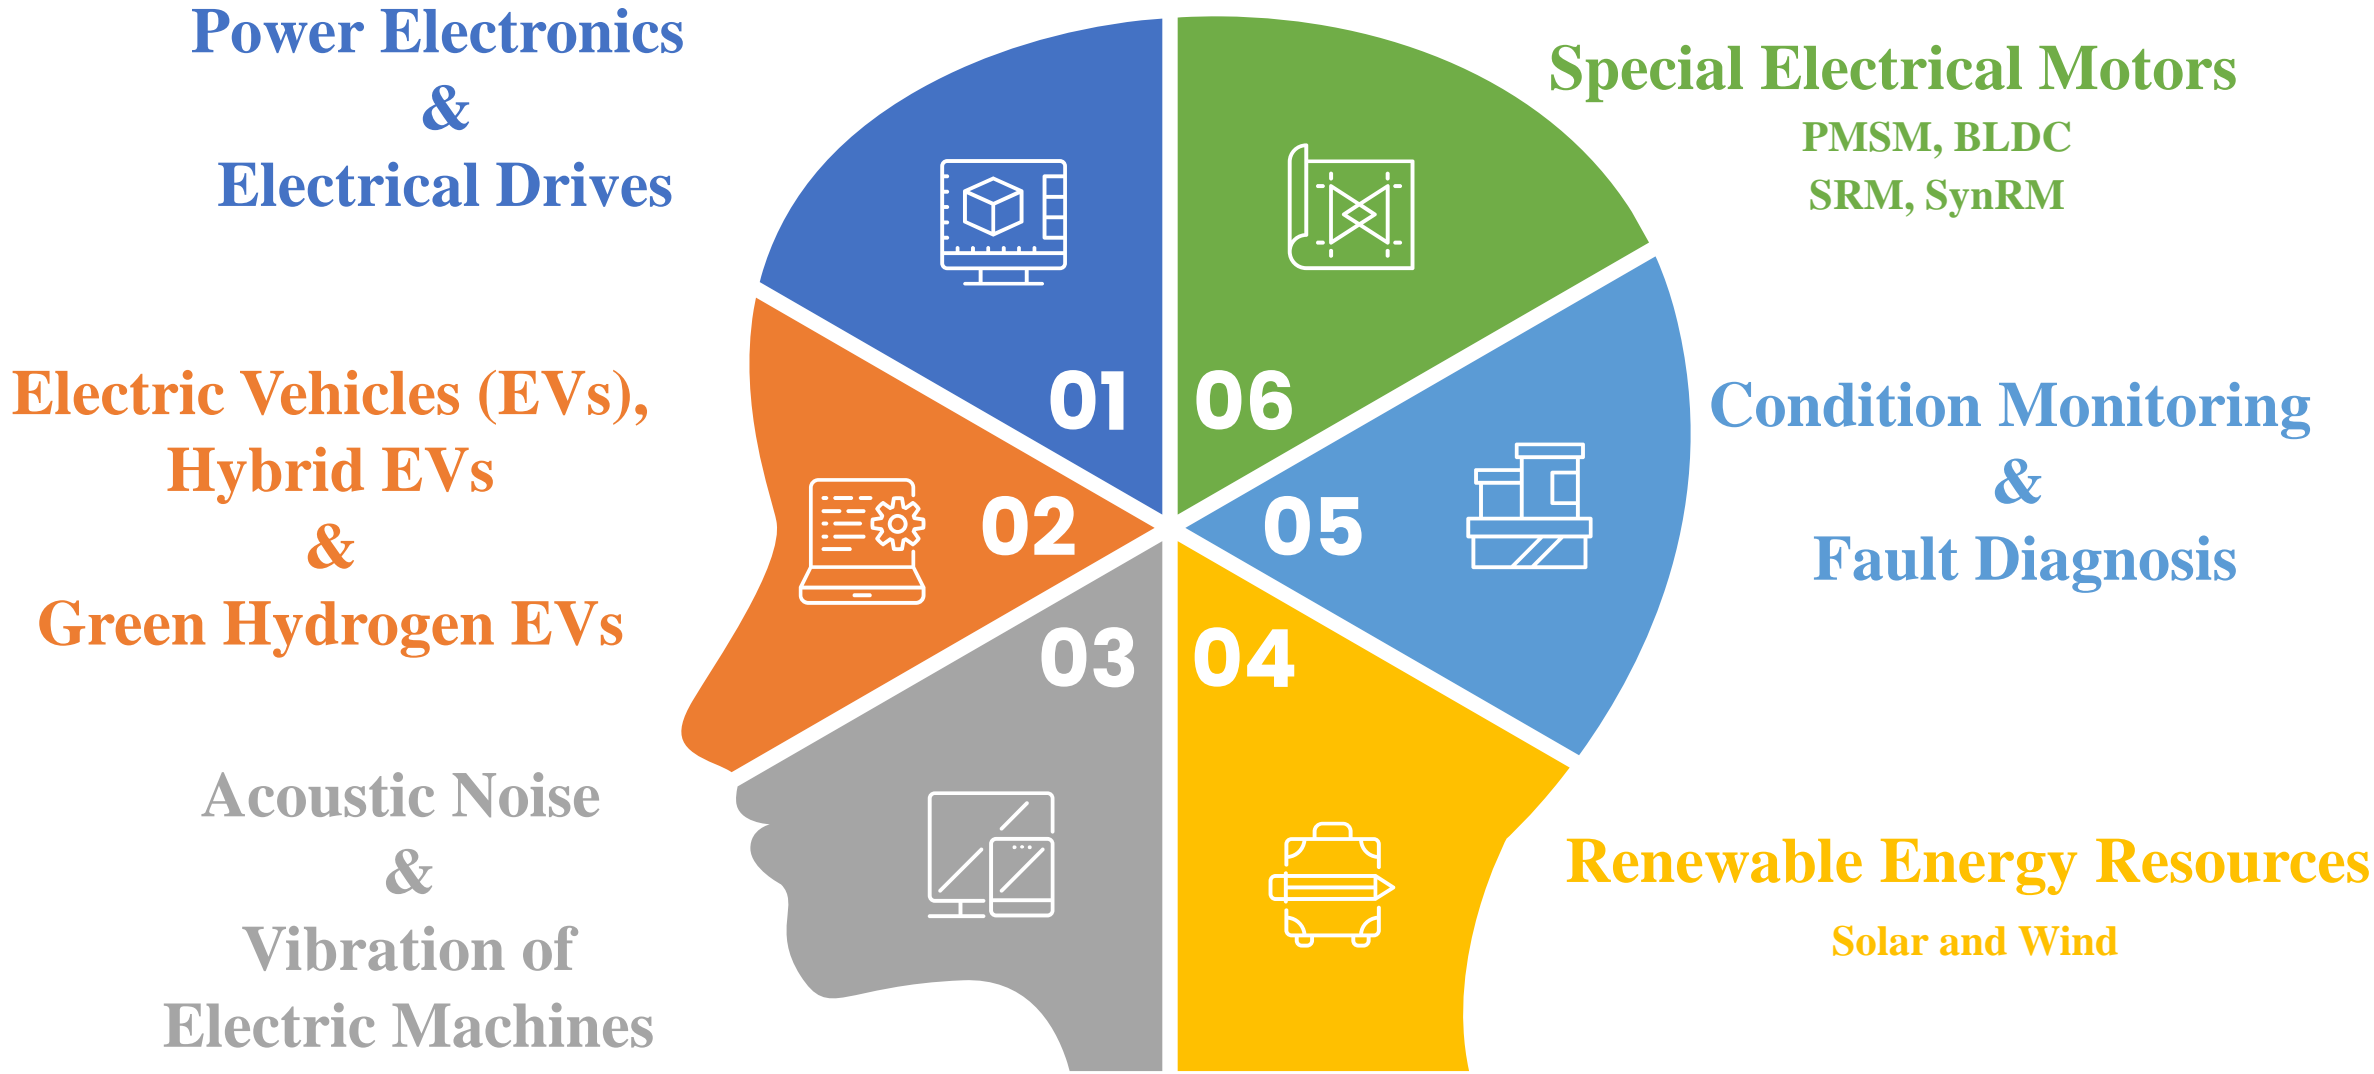 Power Electronics
&
Electrical Drives
01
Electric Vehicles (EVs),
Hybrid EVs
&
Green Hydrogen EVs
02
Acoustic Noise
&
Vibration of
Electric Machines
03
Special Electrical Motors
PMSM, BLDC
SRM, SynRM
06
Condition Monitoring
&
Fault Diagnosis
05
Renewable Energy Resources
Solar and Wind
04